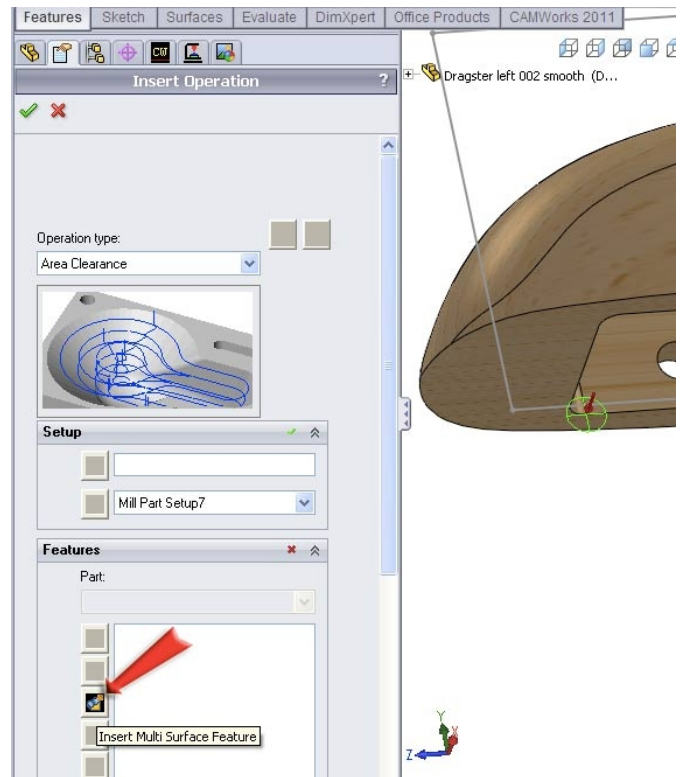 Features Sketch Surfaces Evaluate DimXpert Office Products CAMWorks 2011
CW
Insert Operation ?
Dragster left 002 smooth (D...
Operation type:
Area Clearance
Setup
Mill Part Setup7
Features
Part:
Insert Multi Surface Feature
Y
X
Z